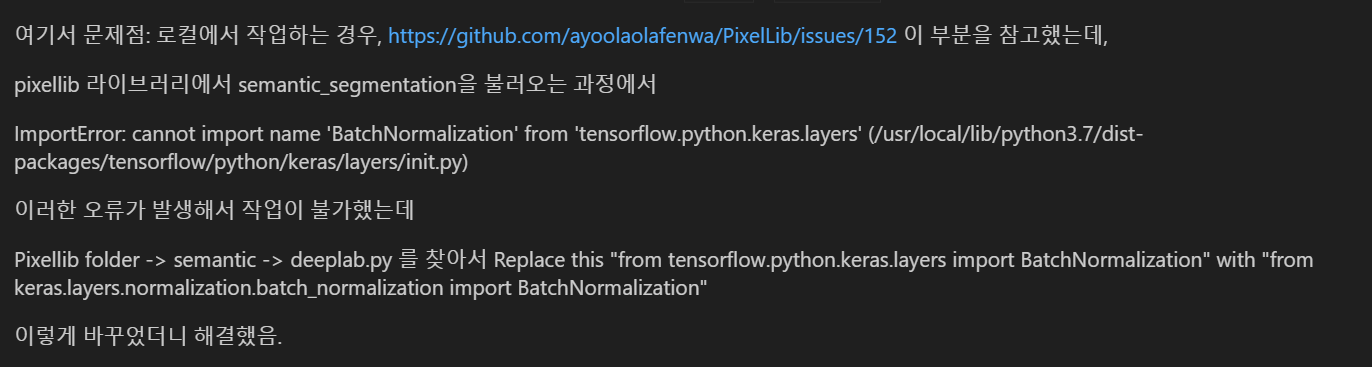 여기서 문제점: 로컬에서 작업하는 경우, https://github.com/ayoolaolafenwa/PixelLib/issues/152 이 부분을 참고했는데,
pixellib 라이브러리에서 semantic_segmentation을 불러오는 과정에서
ImportError: cannot import name 'BatchNormalization' from 'tensorflow.python.keras.layers' (/usr/local/lib/python3.7/dist-
packages/tensorflow/python/keras/layers/init.py)
이러한 오류가 발생해서 작업이 불가했는데
Pixellib folder -> semantic -> deeplab.py 를 찾아서 Replace this "from tensorflow.python.keras.layers import BatchNormalization" with "from
keras.layers.normalization.batch_normalization import BatchNormalization"
이렇게 바꾸었더니 해결했음.